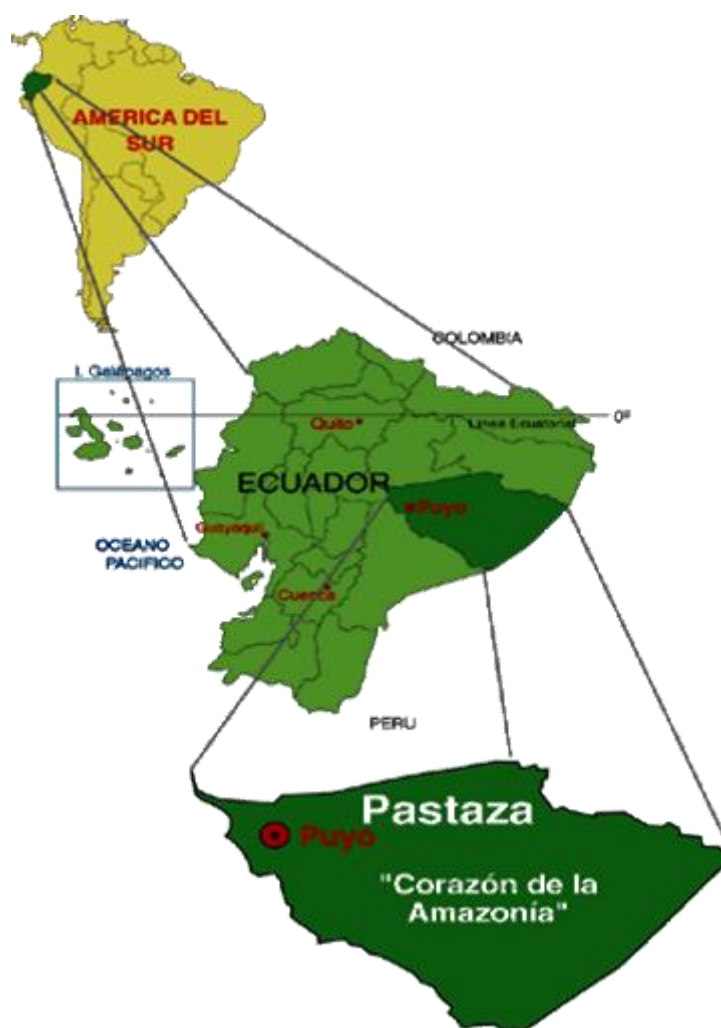 AMERICA DEL
SUR
COLOMBIA
I. Galápagos
0º
Línea Ecuatorial
Quito
ECUADOR
Puyo
Guayaquil
OCEANO
PACIFICO
Cuenca
PERU
Pastaza
Puyo
"Corazón de la
Amazonía"